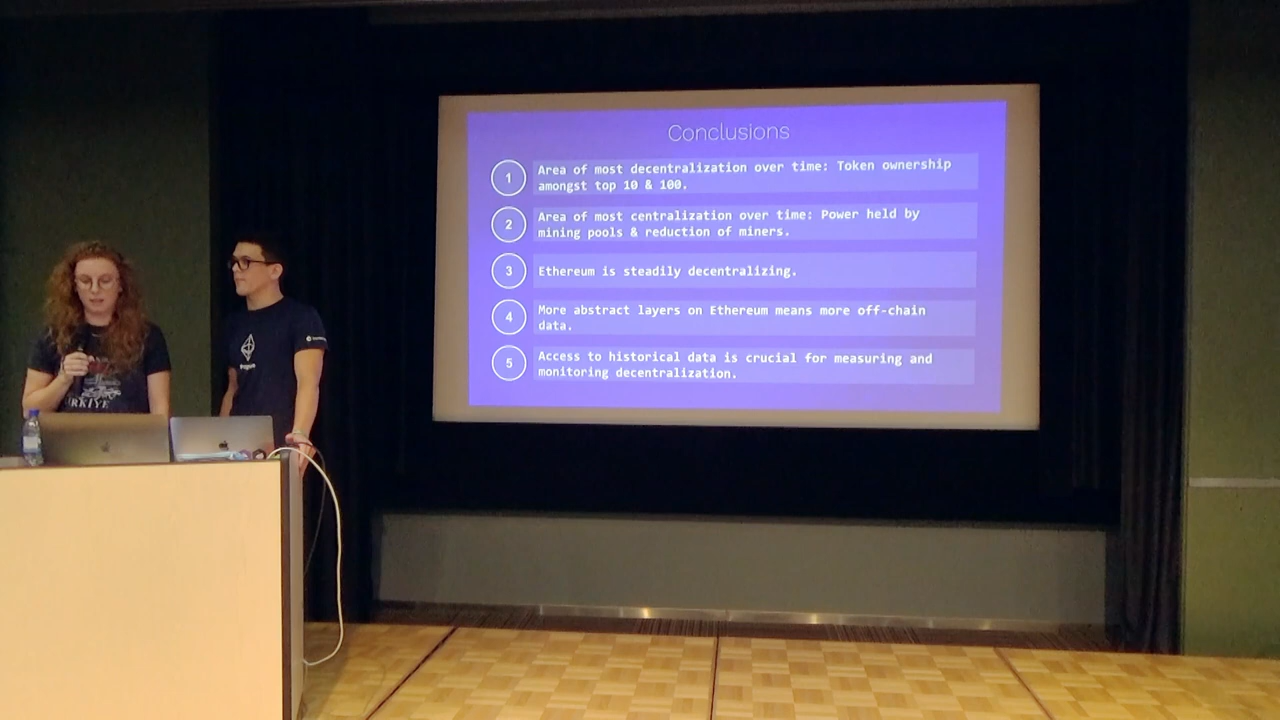 Conclusions
1
Area of most decentralization over time: Token ownership
amongst top 10 & 100.
2
Area of most centralization over time: Power held by
mining pools & reduction of miners.
3
Ethereum is steadily decentralizing.
4
More abstract layers on Ethereum means more off-chain
data.
5
Access to historical data is crucial for measuring and
monitoring decentralization.